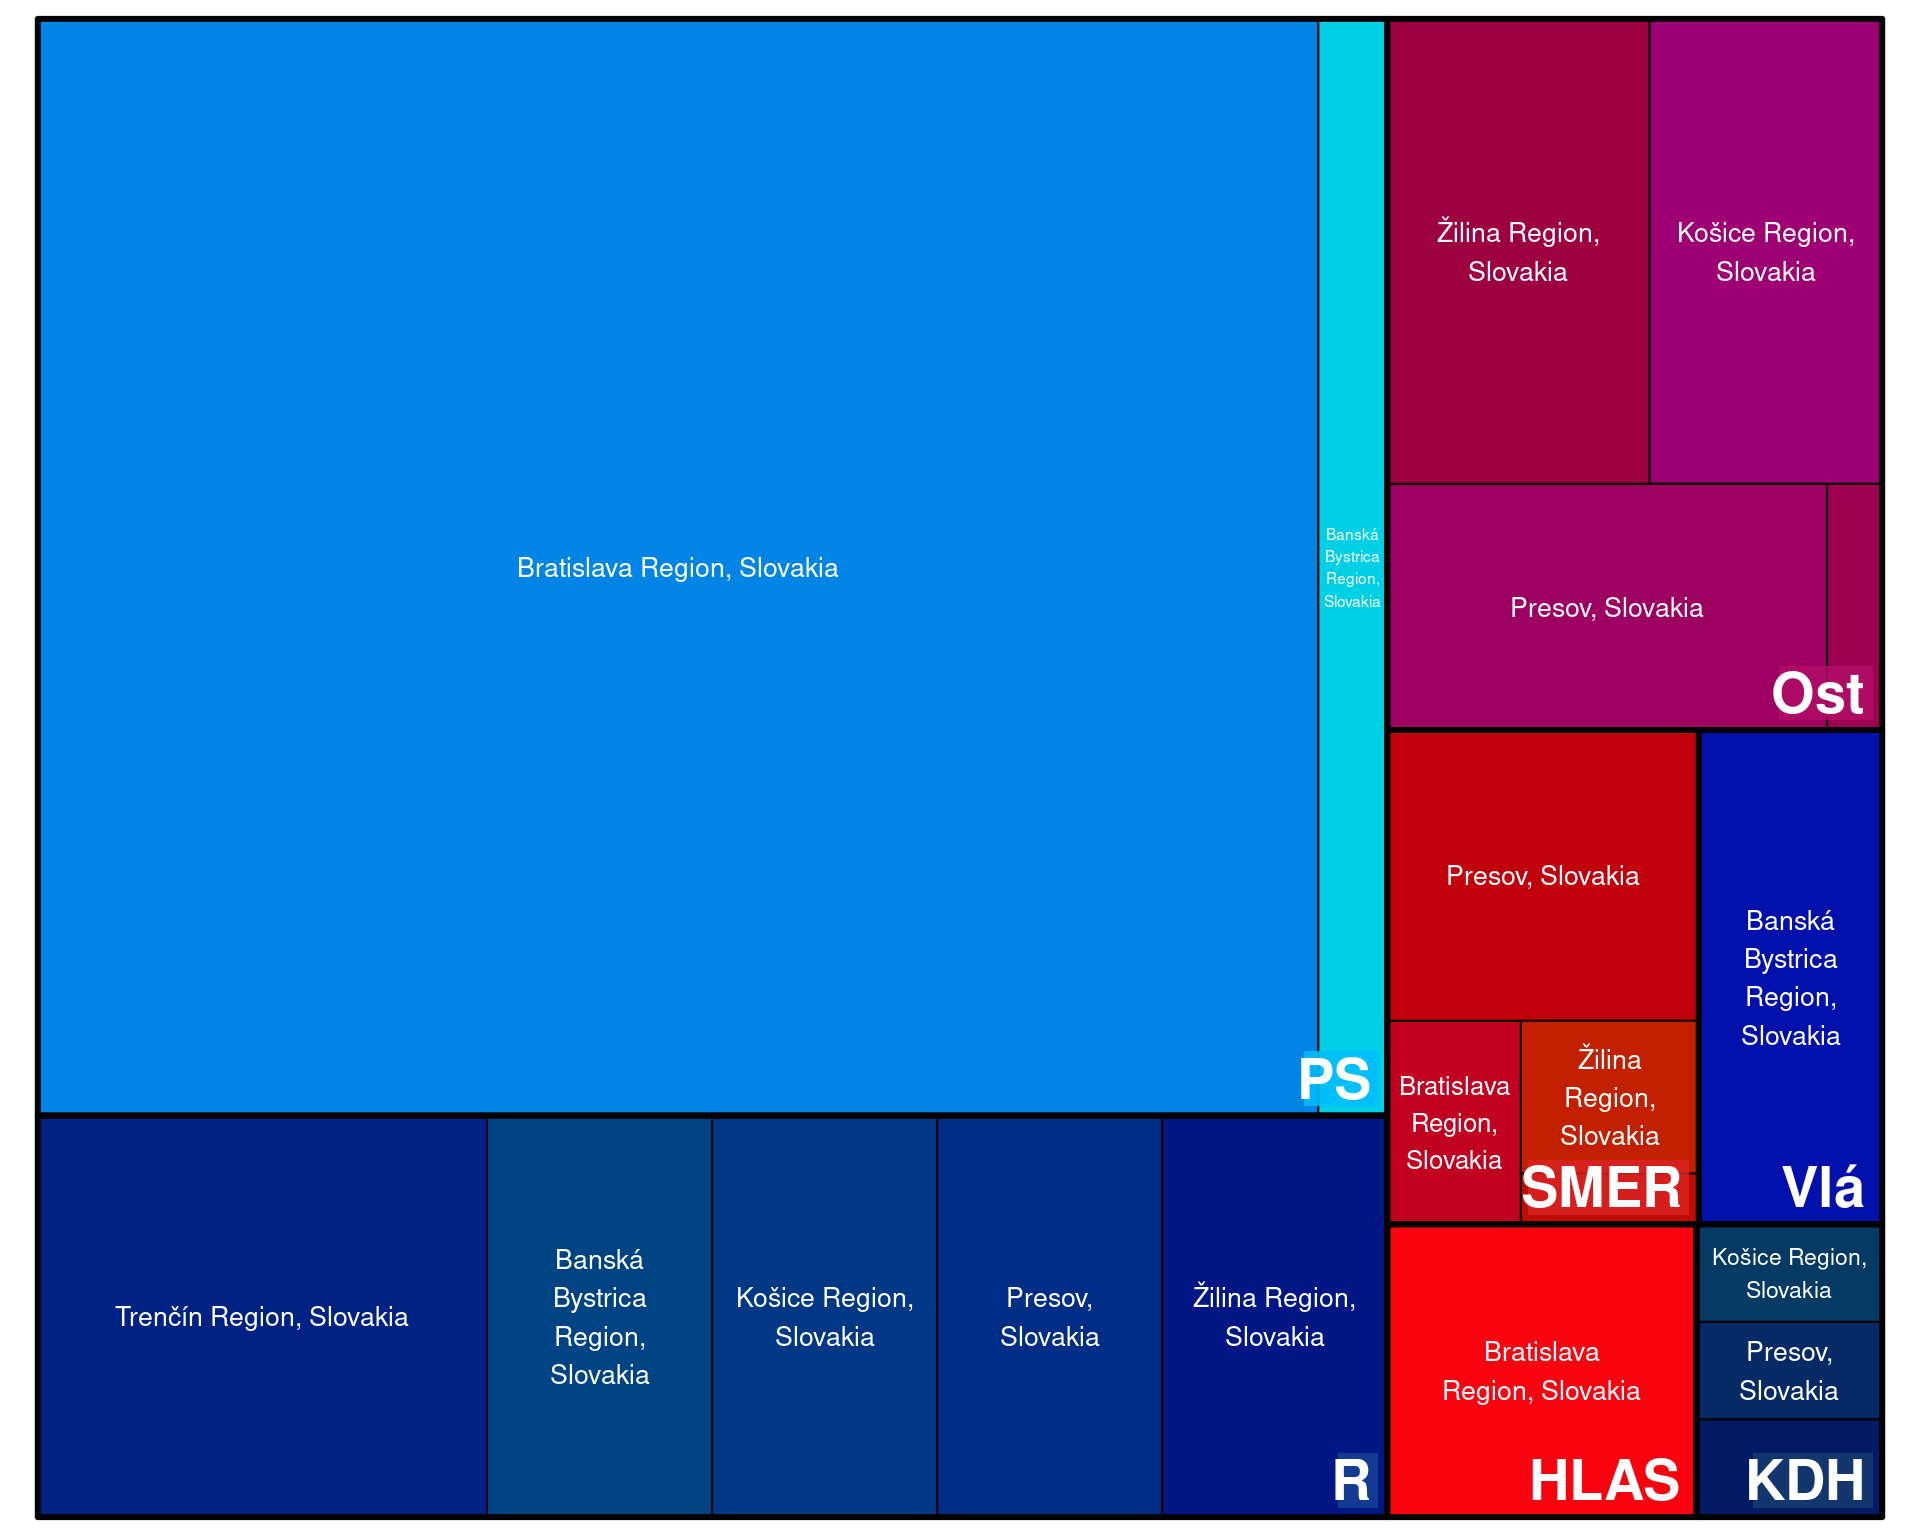 Bratislava Region, Slovakia
Banská
Bystrica
Region,
Slovakia
PS
Trenčín Region, Slovakia
Banská
Bystrica
Region,
Slovakia
Košice Region,
Slovakia
Presov,
Slovakia
Žilina Region,
Slovakia
R
Žilina Region,
Slovakia
Košice Region,
Slovakia
Presov, Slovakia
Ost
Presov, Slovakia
Bratislava
Region,
Slovakia
Žilina
Region,
Slovakia
SMER
Banská
Bystrica
Region,
Slovakia
Vlá
Bratislava
Region, Slovakia
HLAS
Košice Region,
Slovakia
Presov,
Slovakia
KDH